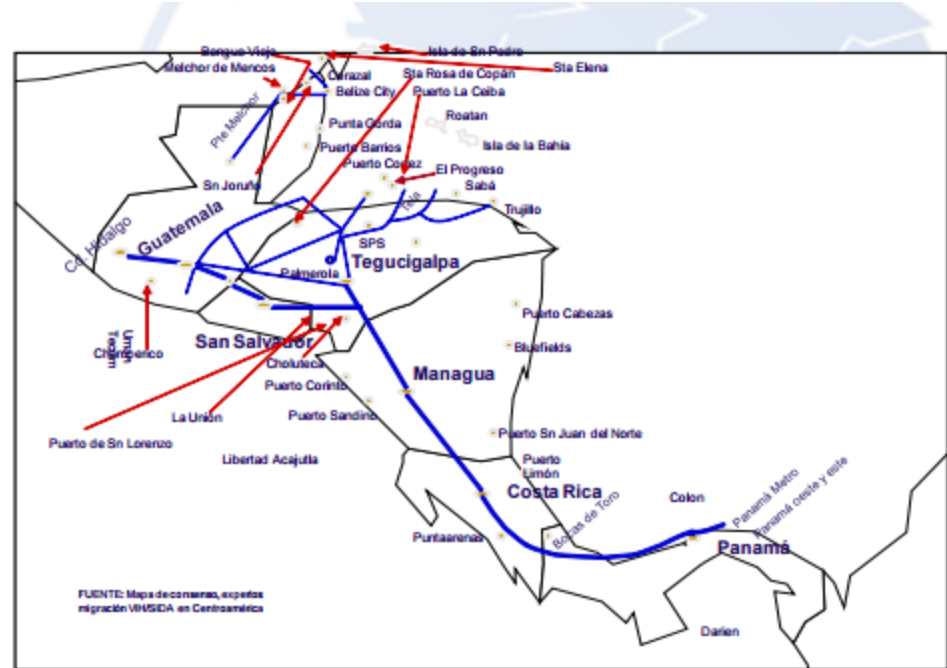 Bengue Viejo
Isla de Sn Pedro
Melchor de Mencos
Corazal
Sta Rosa de Copán
Sta Elena
Belize City
Puerto La Ceiba
Pte Melchor
Roatan
Punta Gorda
Puerto Barrios
Isla de la Bahía
Puerto Cortez
El Progreso
Sn Joruño
Tela
Sabá
Trujillo
Cd. Hidalgo
Guatemala
SPS
Tegucigalpa
Palmerola
Puerto Cabezas
Unión
Tecún
Champerico
San Salvador
Bluefields
Choluteca
Managua
Puerto Corinto
La Unión
Puerto Sandino
Puerto de Sn Lorenzo
Puerto Sn Juan del Norte
Libertad Acajutla
Puerto
Limón
Costa Rica
Colon
Panamá Metro
Panamá oeste y este
Bocas de Toro
Puntaarenas
Panamá
FUENTE: Mapa de consenso, expertos
migración VIH/SIDA en Centroamérica
Darien